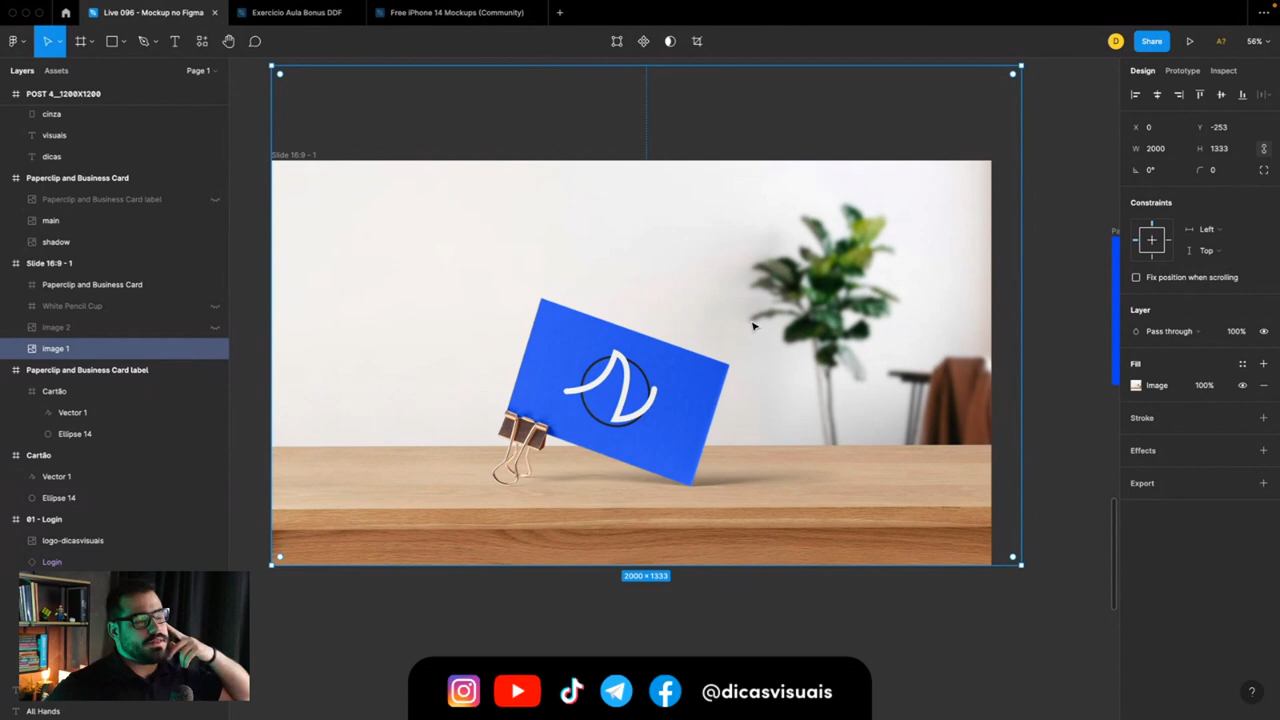 Live 096 - Mockup no Figma
Exercício Aula Bonus DDF
Free iPhone 14 Mockups (Community)
Share
A?
56%
D
Layers
Assets
Page 1
POST 4__1200X1200
cinza
visuais
dicas
Paperclip and Business Card
Paperclip and Business Card label
main
shadow
Slide 16:9 - 1
Paperclip and Business Card
White Pencil Cup
image 2
image 1
Paperclip and Business Card label
Cartão
Vector 1
Ellipse 14
Cartão
Vector 1
Ellipse 14
01 - Login
logo-dicasvisuais
Login
All Hands
Slide 16:9 - 1
2000 × 1333
Design
Prototype
Inspect
X 0
Y -253
W 2000
H 1333
0°
0
Constraints
Left
Top
Fix position when scrolling
Layer
Pass through
100%
Fill
Image
100%
Stroke
Effects
Export
@dicasvisuais
?